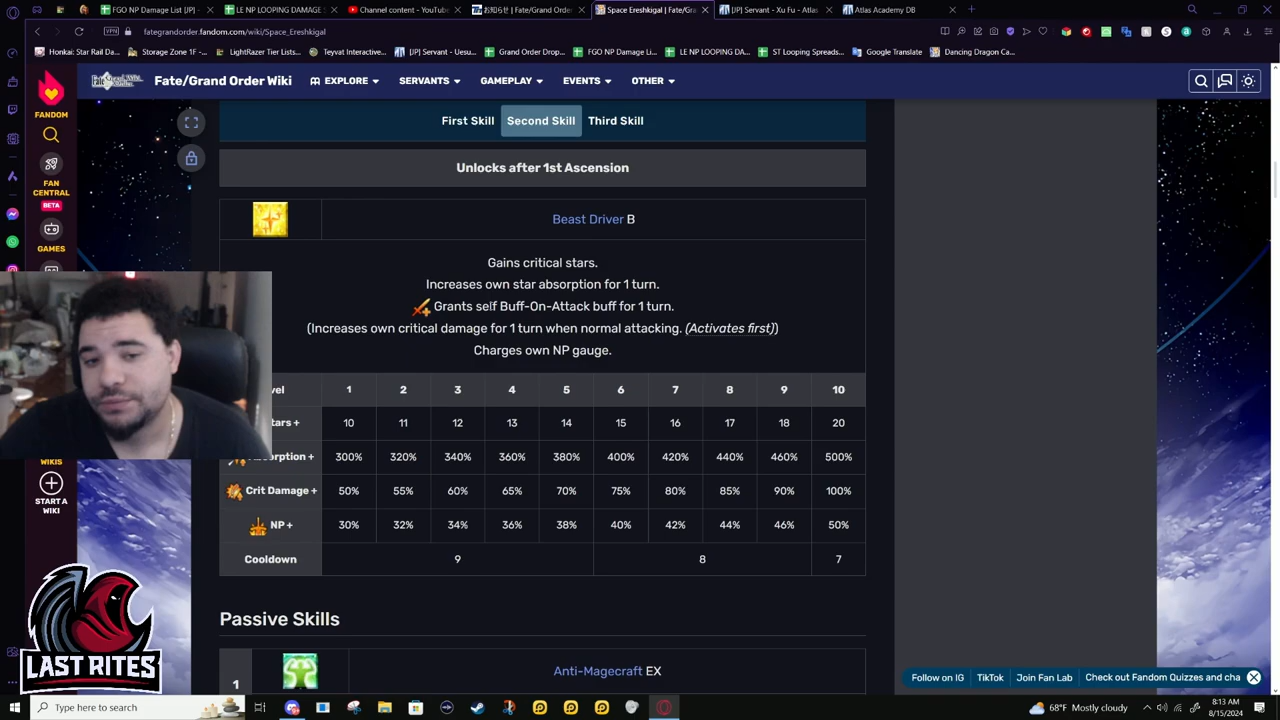 FGO NP Damage List [JP] -
LE NP LOOPING DAMAGE
Channel content - YouTube
お知らせ | Fate/Grand Order
Space Ereshkigal | Fate/Gra
[JP] Servant - Xu Fu - Atlas
Atlas Academy DB
VPN
fategrandorder.fandom.com/wiki/Space_Ereshkigal
Honkai: Star Rail Da...
Storage Zone 1F -...
LightRazer Tier Lists...
Teyvat Interactive...
[JP] Servant - Uesu...
Grand Order Drop...
FGO NP Damage Li...
LE NP LOOPING DA...
ST Looping Spreads...
Google Translate
Dancing Dragon Ca...
Fate/Grand Order Wiki
EXPLORE
SERVANTS
GAMEPLAY
EVENTS
OTHER
FANDOM
FAN CENTRAL
BETA
GAMES
WIKIS
START A WIKI
First Skill Second Skill Third Skill
Unlocks after 1st Ascension
Beast Driver B
Gains critical stars.
Increases own star absorption for 1 turn.
Grants self Buff-On-Attack buff for 1 turn.
(Increases own critical damage for 1 turn when normal attacking. (Activates first))
Charges own NP gauge.
vel 1 2 3 4 5 6 7 8 9 10
tars + 10 11 12 13 14 15 16 17 18 20
sorption + 300% 320% 340% 360% 380% 400% 420% 440% 460% 500%
Crit Damage + 50% 55% 60% 65% 70% 75% 80% 85% 90% 100%
NP + 30% 32% 34% 36% 38% 40% 42% 44% 46% 50%
Cooldown 9 8 7
Passive Skills
1 Anti-Magecraft EX
LAST RITES
Follow on IG TikTok Join Fan Lab Check out Fandom Quizzes and cha
Type here to search
68°F Mostly cloudy
8:13 AM
8/15/2024